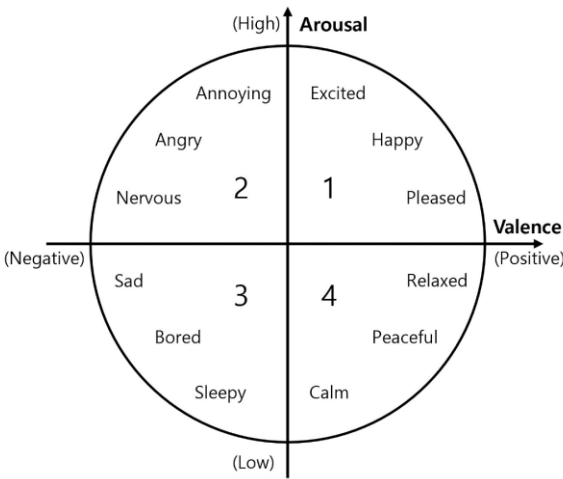 (High) Arousal
Annoying Excited
Angry Happy
2 1
Nervous Pleased
Valence
(Negative) (Positive)
Sad Relaxed
3 4
Bored Peaceful
Sleepy Calm
(Low)